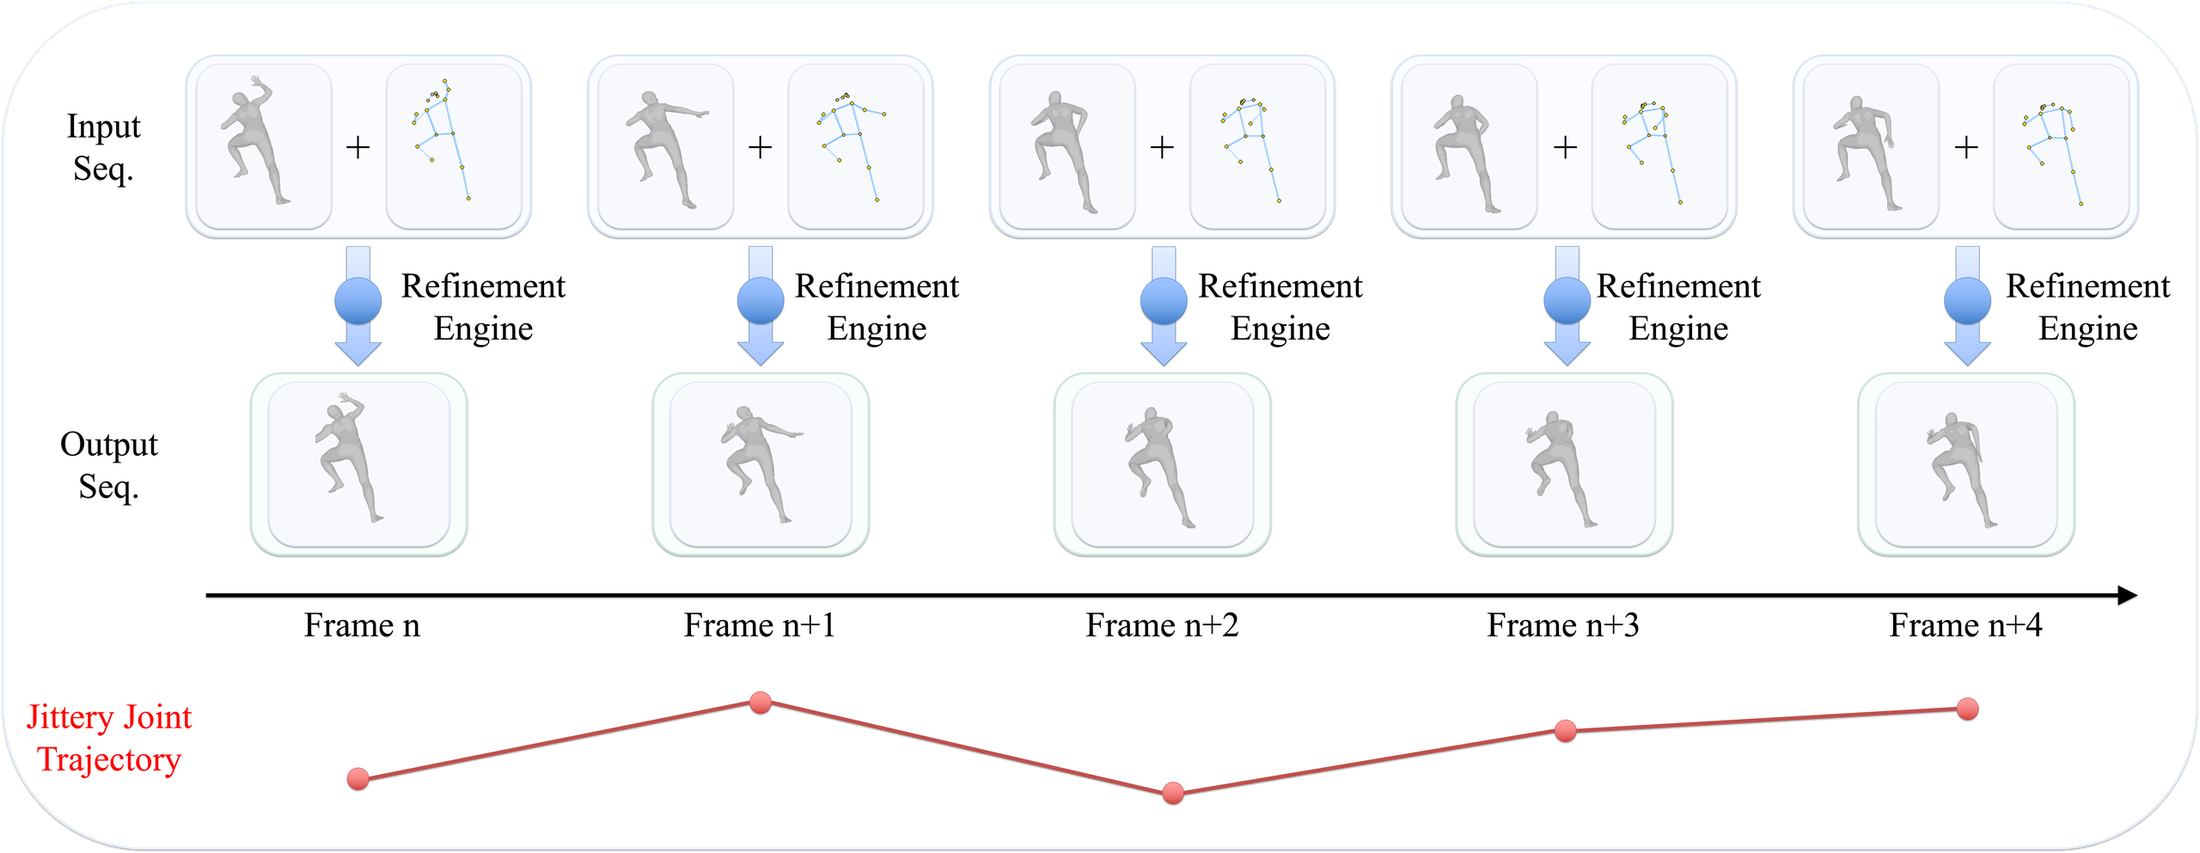 Input
Seq.
+
+
+
+
+
Refinement
Engine
Refinement
Engine
Refinement
Engine
Refinement
Engine
Refinement
Engine
Output
Seq.
Frame n
Frame n+1
Frame n+2
Frame n+3
Frame n+4
Jittery Joint
Trajectory